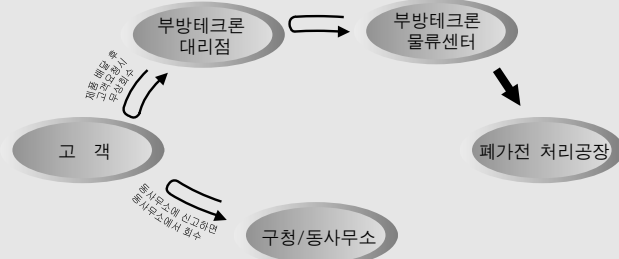 부방테크론
대리점
부방테크론
물류센터
제품 배달 후
고객요청시
무상회수
고 객
폐가전 처리공장
동사무소에 신고하면
동사무소에서 회수
구청/동사무소